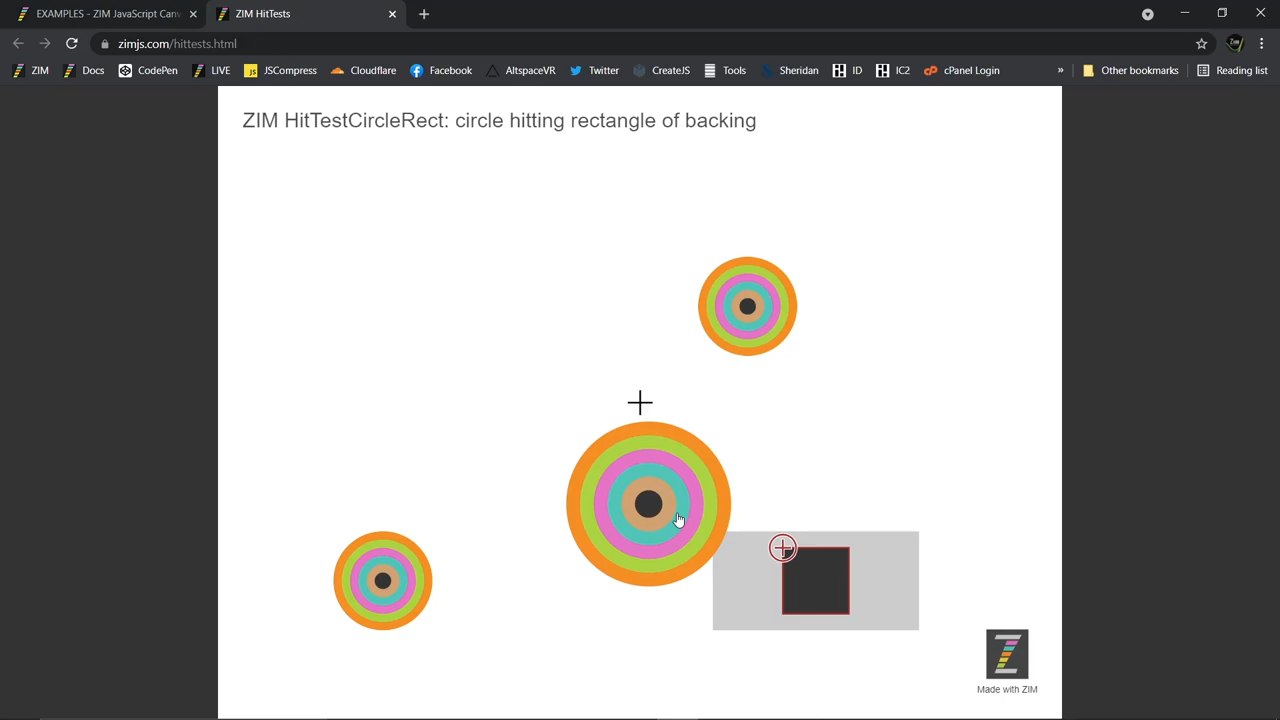 EXAMPLES - ZIM JavaScript Canv
ZIM HitTests
zimjs.com/hittests.html
ZIM
Docs
CodePen
LIVE
JS
JSCompress
Cloudflare
Facebook
AltspaceVR
Twitter
CreateJS
Tools
Sheridan
ID
IC2
cPanel Login
»
Other bookmarks
Reading list
ZIM HitTestCircleRect: circle hitting rectangle of backing
Made with ZIM